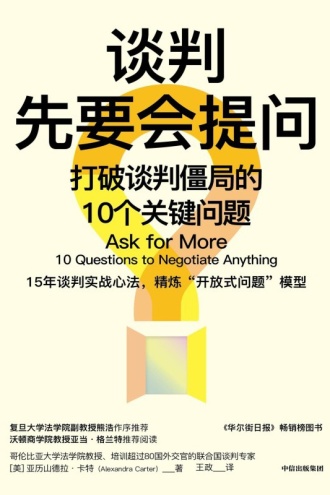 谈判
先要会提问
打破谈判僵局的
10个关键问题
Ask for More
10 Questions to Negotiate Anything
15年谈判实战心法，精炼“开放式问题”模型
复旦大学法学院副教授熊浩作序推荐
《华尔街日报》畅销榜图书
沃顿商学院教授亚当·格兰特推荐阅读
哥伦比亚大学法学院教授、培训超过80国外交官的联合国谈判专家
[美] 亚历山德拉·卡特 (Alexandra Carter) __著 王政__译
中信出版集团